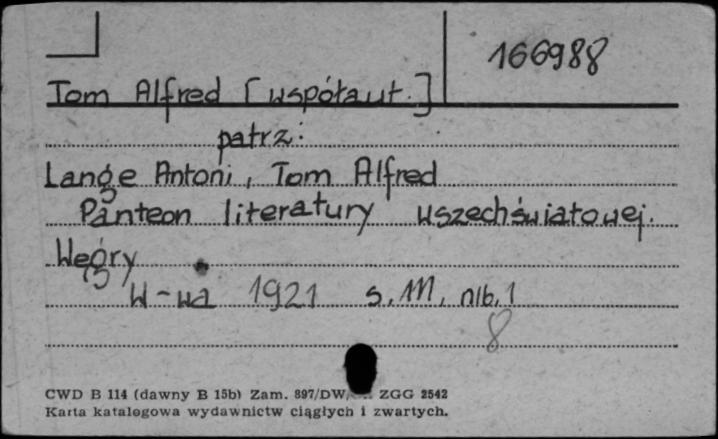 166988
Tom Alfred [współaut.]
patrz:
Lange Antoni, Tom Alfred
Panteon literatury wszechświatowej.
Węgry
W-wa 1921 s. 111, nlb. 1
8
CWD B 114 (dawny B 15b) Zam. 897/DW ZGG 2542
Karta katalogowa wydawnictw ciągłych i zwartych.